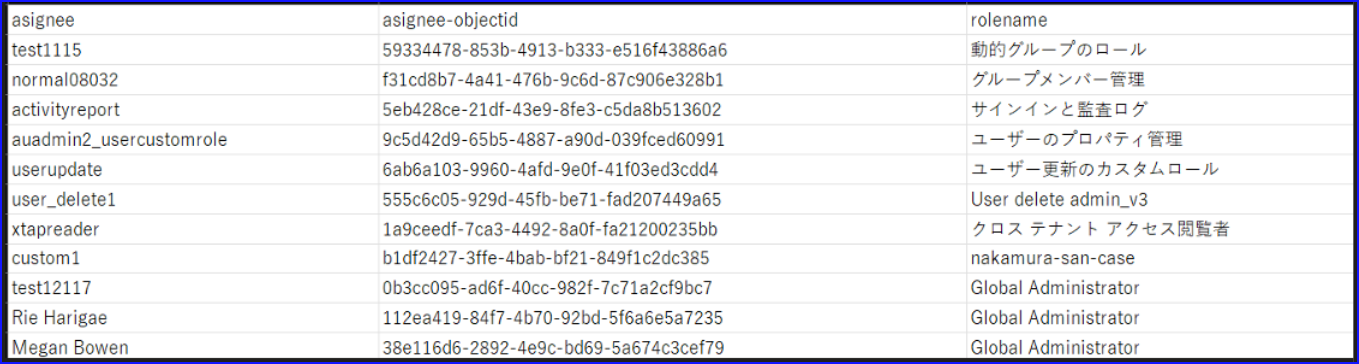 asignee asignee-objectid rolename
test1115 59334478-853b-4913-b333-e516f43886a6 動的グループのロール
normal08032 f31cd8b7-4a41-476b-9c6d-87c906e328b1 グループメンバー管理
activityreport 5eb428ce-21df-43e9-8fe3-c5da8b513602 サインインと監査ログ
auadmin2_usercustomrole 9c5d42d9-65b5-4887-a90d-039fced60991 ユーザーのプロパティ管理
userupdate 6ab6a103-9960-4afd-9e0f-41f03ed3cdd4 ユーザー更新のカスタムロール
user_delete1 555c6c05-929d-45fb-be71-fad207449a65 User delete admin_v3
xtapreader 1a9ceedf-7ca3-4492-8a0f-fa21200235bb クロス テナント アクセス閲覧者
custom1 b1df2427-3ffe-4bab-bf21-849f1c2dc385 nakamura-san-case
test12117 0b3cc095-ad6f-40cc-982f-7c71a2cf9bc7 Global Administrator
Rie Harigae 112ea419-84f7-4b70-92bd-5f6a6e5a7235 Global Administrator
Megan Bowen 38e116d6-2892-4e9c-bd69-5a674c3cef79 Global Administrator